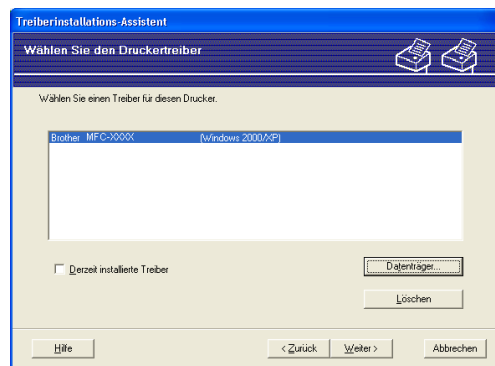 Treiberinstallations-Assistent
Wählen Sie den Druckertreiber
Wählen Sie einen Treiber für diesen Drucker.
Brother MFC-XXXX (Windows 2000/XP)
Derzeit installierte Treiber
Datenträger...
Löschen
Hilfe
< Zurück
Weiter >
Abbrechen